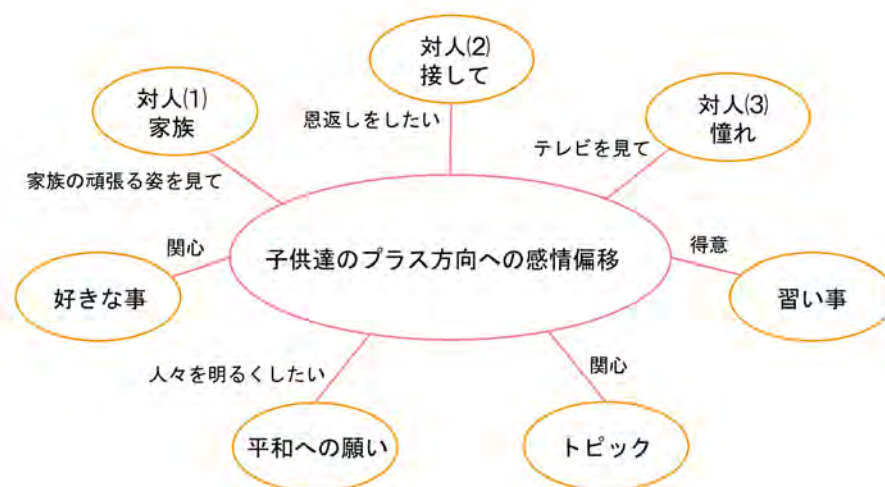 対人(2)
接して
対人(1)
家族
対人(3)
憧れ
恩返しをしたい
テレビを見て
家族の頑張る姿を見て
関心
得意
子供達のプラス方向への感情偏移
好きな事
習い事
人々を明るくしたい
関心
平和への願い
トピック